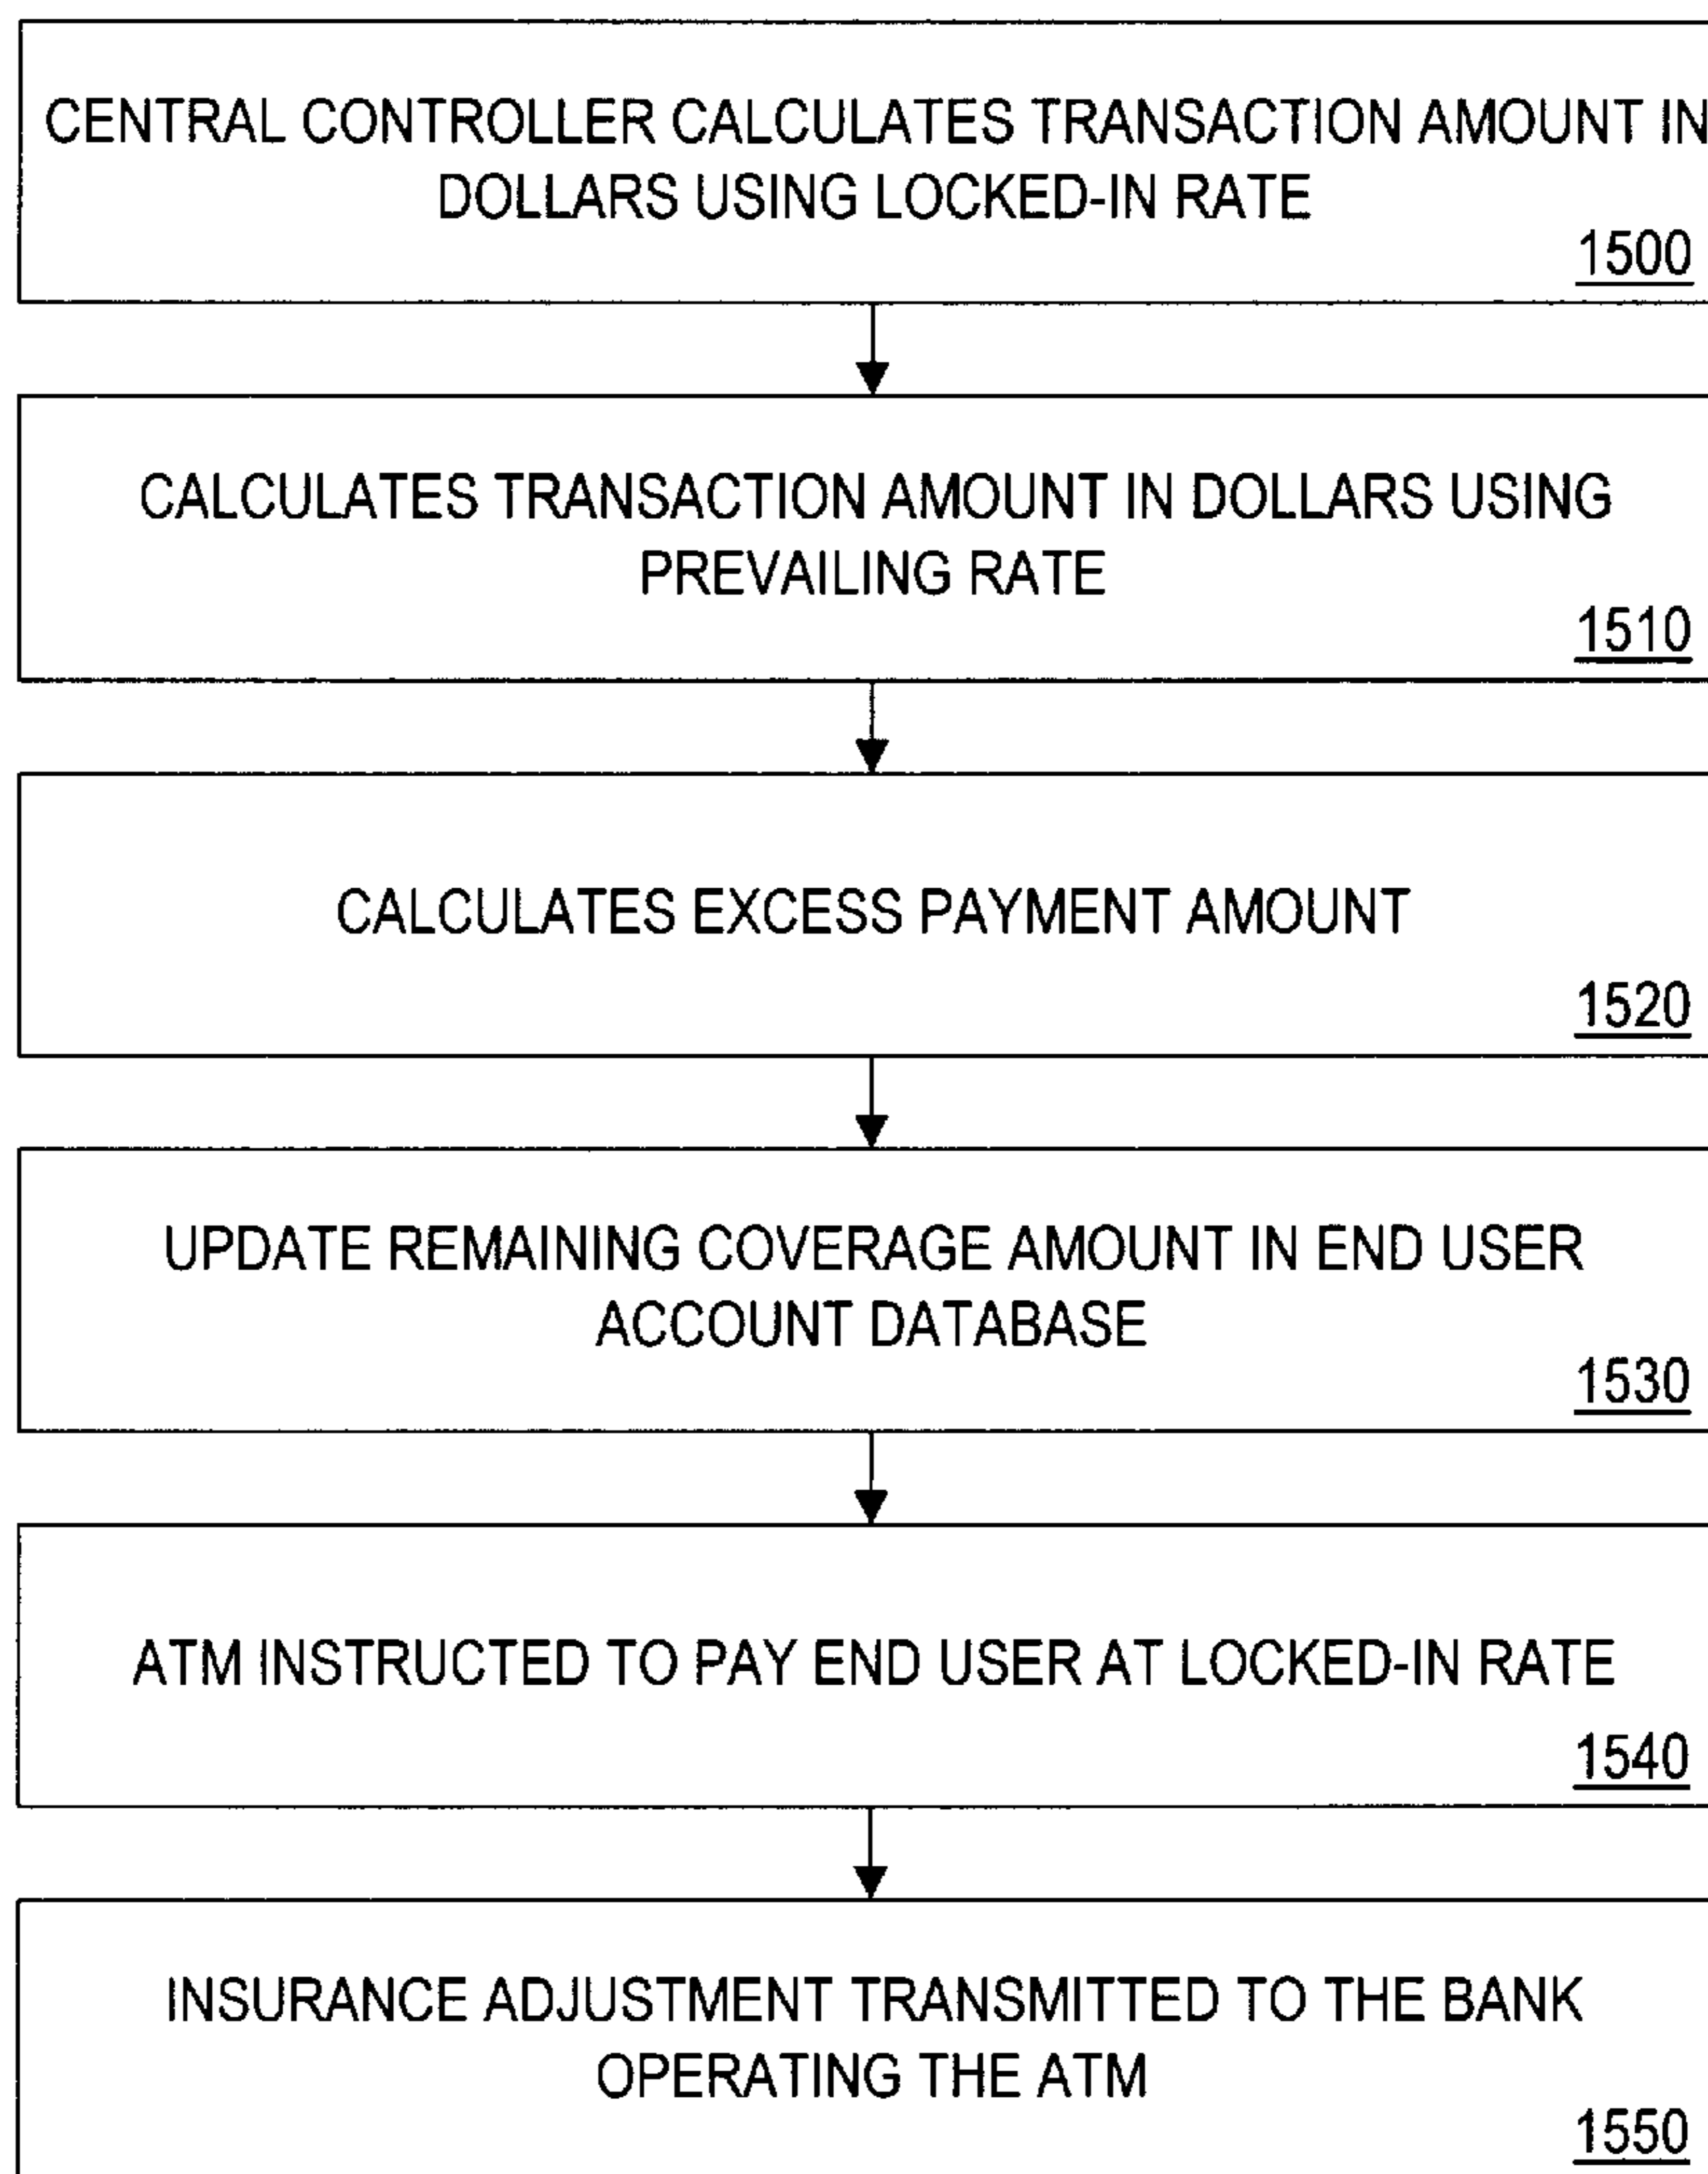 CENTRAL CONTROLLER CALCULATES TRANSACTION AMOUNT IN
DOLLARS USING LOCKED-IN RATE
1500
CALCULATES TRANSACTION AMOUNT IN DOLLARS USING
PREVAILING RATE
1510
CALCULATES EXCESS PAYMENT AMOUNT
1520
UPDATE REMAINING COVERAGE AMOUNT IN END USER
ACCOUNT DATABASE
1530
ATM INSTRUCTED TO PAY END USER AT LOCKED-IN RATE
1540
INSURANCE ADJUSTMENT TRANSMITTED TO THE BANK
OPERATING THE ATM
1550